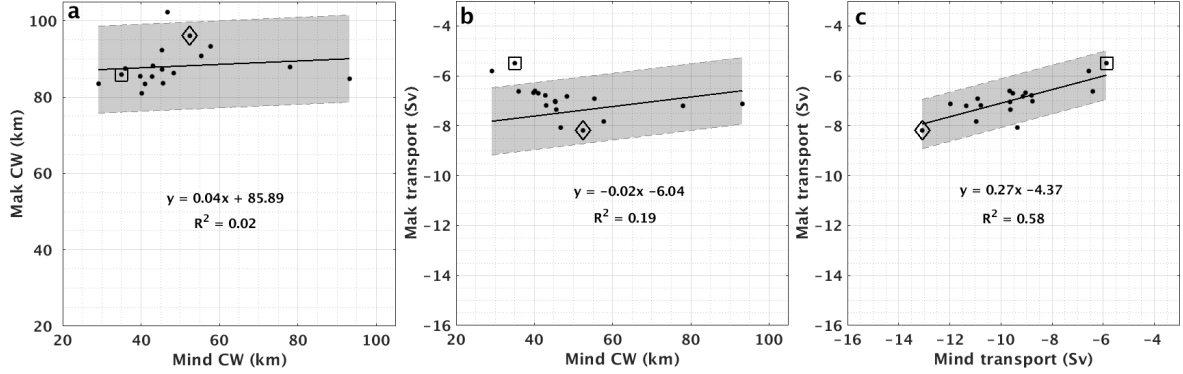 a
Mak CW (km)
100
80
60
40
20
y = 0.04x + 85.89
R² = 0.02
20 40 60 80 100
Mind CW (km)
b
Mak transport (Sv)
−4
−6
−8
−10
−12
−14
−16
y = −0.02x −6.04
R² = 0.19
20 40 60 80 100
Mind CW (km)
c
Mak transport (Sv)
−4
−6
−8
−10
−12
−14
−16
y = 0.27x −4.37
R² = 0.58
−16 −14 −12 −10 −8 −6 −4
Mind transport (Sv)